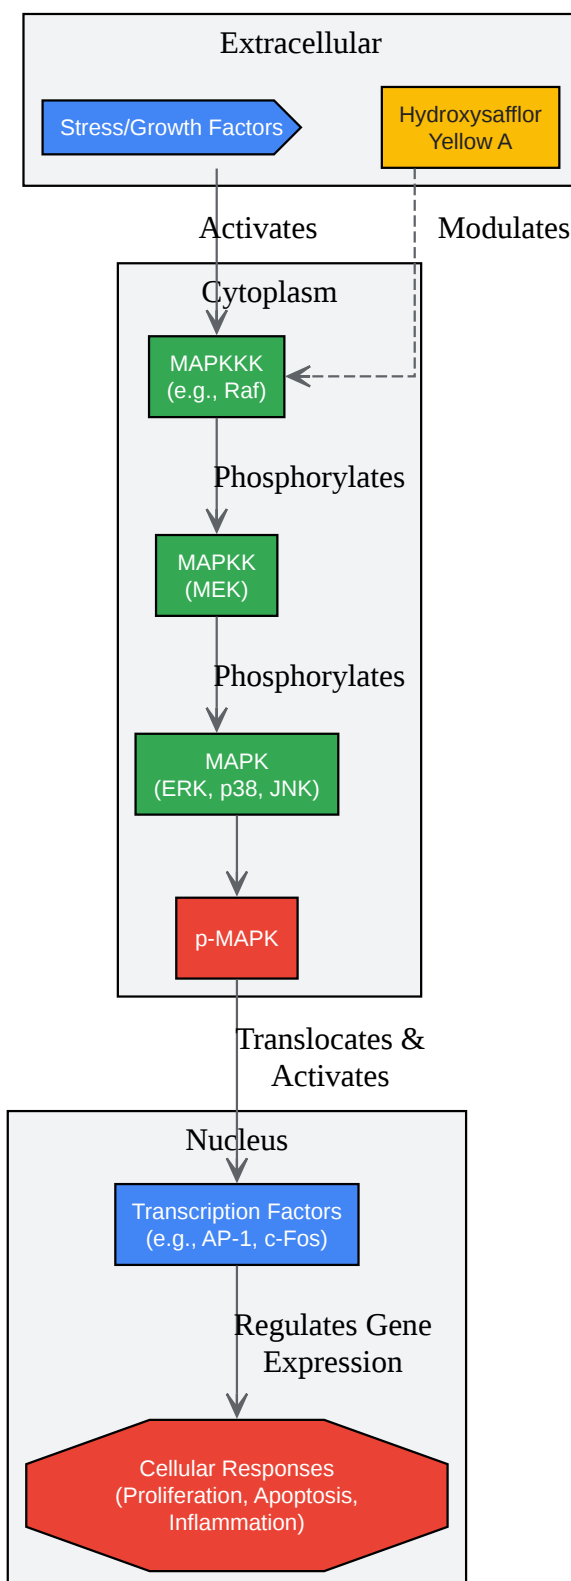 Extracellular
Stress/Growth Factors
Hydroxysafflor
Yellow A
Activates
Modulates
Cytoplasm
MAPKKK
(e.g., Raf)
Phosphorylates
MAPKK
(MEK)
Phosphorylates
MAPK
(ERK, p38, JNK)
p-MAPK
Translocates &
Activates
Nucleus
Transcription Factors
(e.g., AP-1, c-Fos)
Regulates Gene
Expression
Cellular Responses
(Proliferation, Apoptosis,
Inflammation)